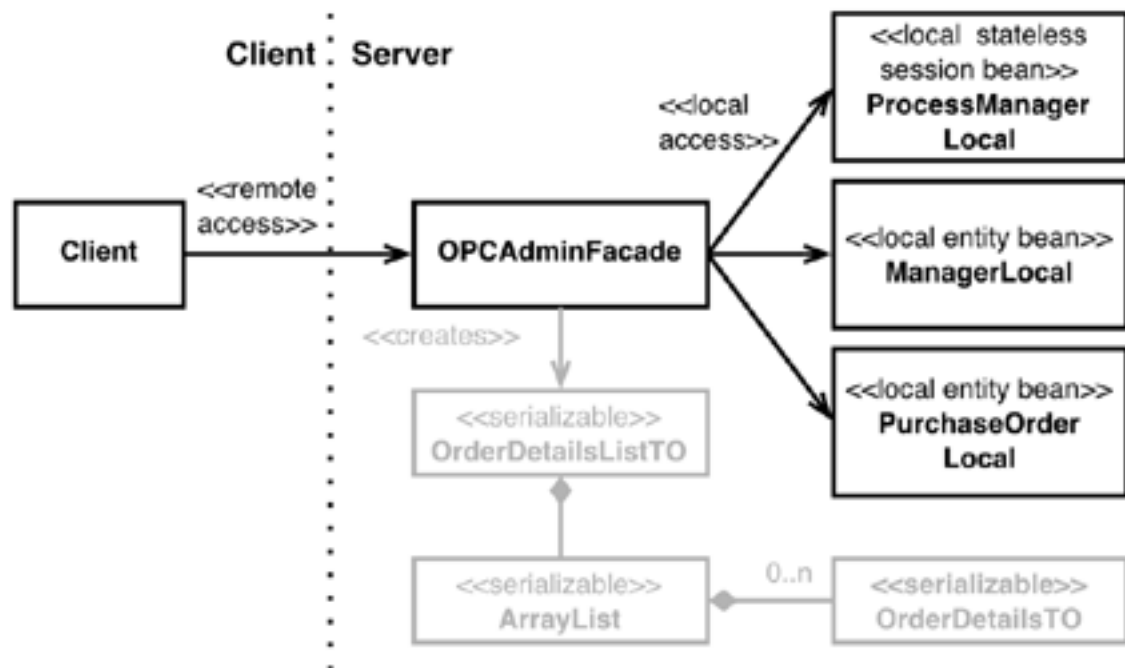 Client Server
<<local stateless
session bean>>
ProcessManager
Local
<<local
access>>
<<remote
access>>
Client
OPCAdminFacade
<<local entity bean>>
ManagerLocal
<<creates>>
<<local entity bean>>
PurchaseOrder
Local
<<serializable>>
OrderDetailsListTO
<<serializable>>
ArrayList
0..n
<<serializable>>
OrderDetailsTO